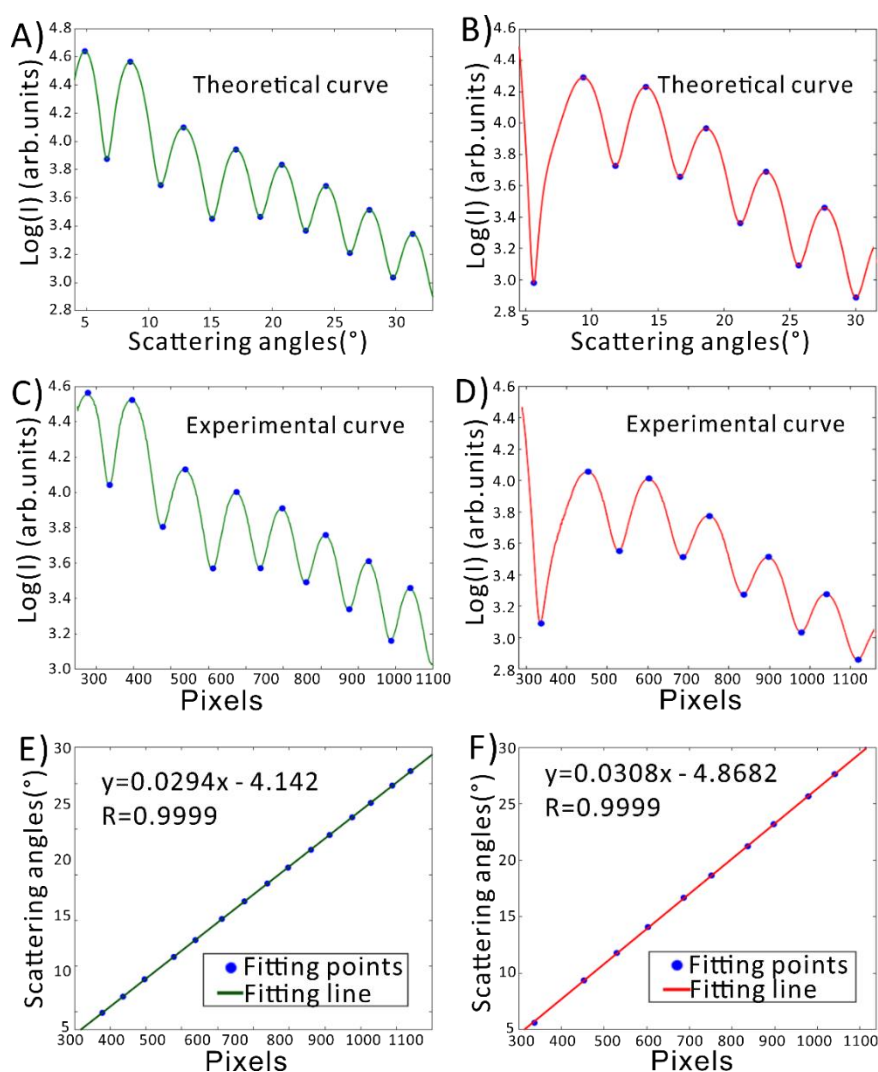 A)
4.8
4.6
4.4
4.2
4.0
3.8
3.6
3.4
3.2
3.0
2.8
Log(I) (arb.units)
Theoretical curve
5
10
15
20
25
30
Scattering angles(°)
B)
4.6
4.4
4.2
4.0
3.8
3.6
3.4
3.2
3.0
2.8
Log(I) (arb.units)
Theoretical curve
5
10
15
20
25
30
Scattering angles(°)
C)
4.6
4.4
4.2
4.0
3.8
3.6
3.4
3.2
3.0
Log(I) (arb.units)
Experimental curve
300 400 500 600 700 800 900 1000 1100
Pixels
D)
4.6
4.4
4.2
4.0
3.8
3.6
3.4
3.2
3.0
2.8
Log(I) (arb.units)
Experimental curve
300 400 500 600 700 800 900 1000 1100
Pixels
E)
30
25
20
15
10
5
Scattering angles(°)
y=0.0294x - 4.142
R=0.9999
Fitting points
Fitting line
300 400 500 600 700 800 900 1000 1100
Pixels
F)
30
25
20
15
10
5
Scattering angles(°)
y=0.0308x - 4.8682
R=0.9999
Fitting points
Fitting line
300 400 500 600 700 800 900 1000 1100
Pixels